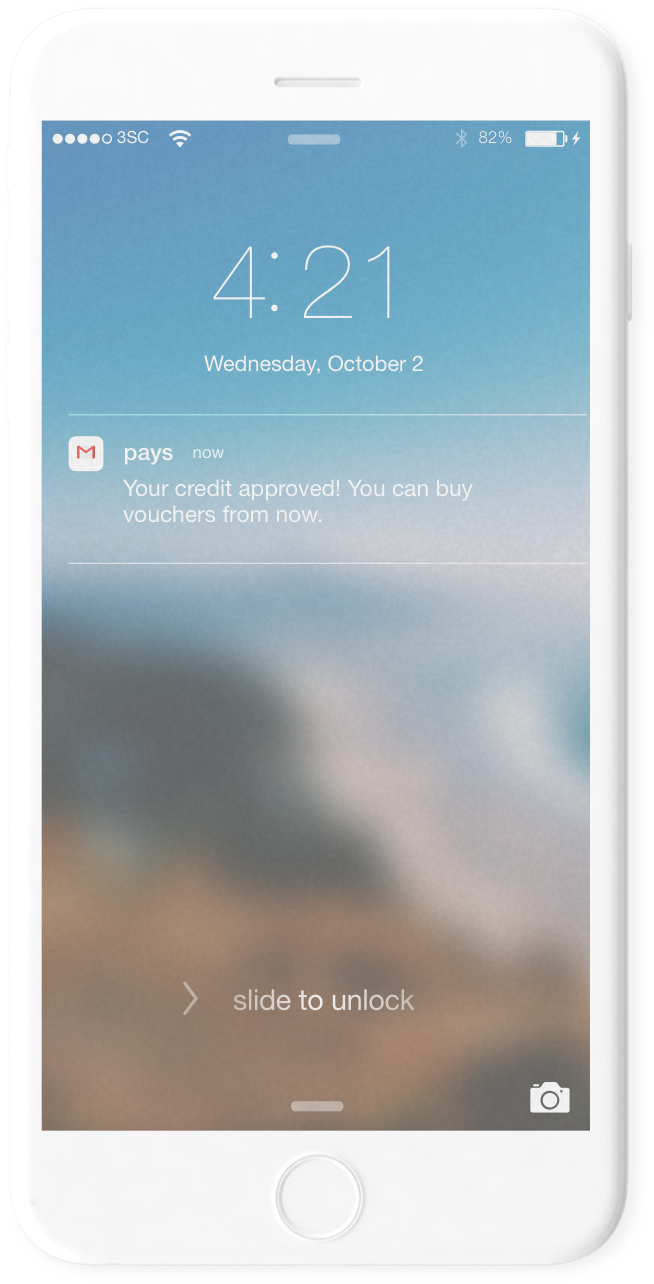 3SC 82%
4:21
Wednesday, October 2
pays now
Your credit approved! You can buy
vouchers from now.
slide to unlock